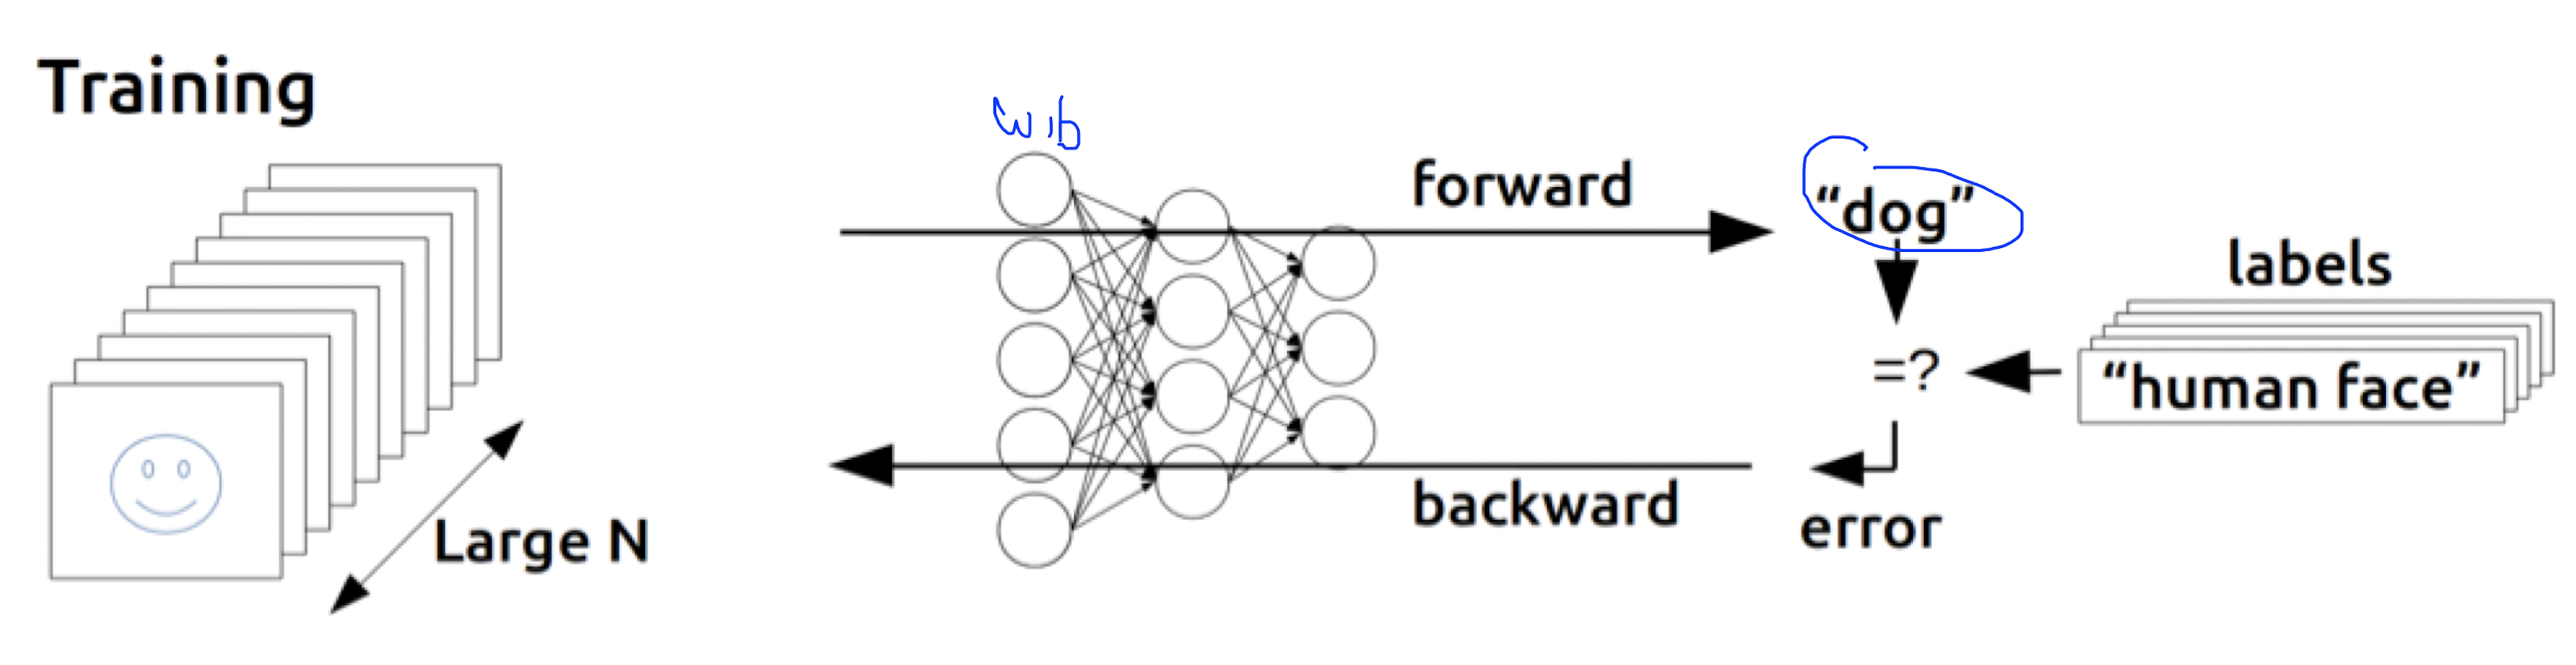 Training
w,b
forward
“dog”
labels
=?
“human face”
Large N
backward
error